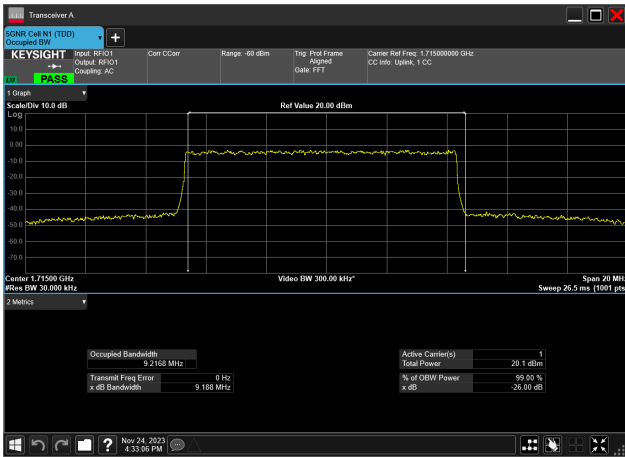 Transceiver A
5GNR Cell N1 (TDD)
Occupied BW
KEYSIGHT
LXI
PASS
Input: RFIO1
Output: RFIO1
Coupling: AC
Corr CCorr
Range: -60 dBm
Trig: Prot Frame
Aligned
Gate: FFT
Carrier Ref Freq: 1.715000000 GHz
CC Info: Uplink, 1 CC
1 Graph
Scale/Div 10.0 dB
Ref Value 20.00 dBm
Log
10.0
0.00
-10.0
-20.0
-30.0
-40.0
-50.0
-60.0
-70.0
Center 1.71500 GHz
Video BW 300.00 kHz*
Span 20 MHz
#Res BW 30.000 kHz
Sweep 26.5 ms (1001 pts
2 Metrics
Occupied Bandwidth
9.2168 MHz
Transmit Freq Error 0 Hz
x dB Bandwidth 9.188 MHz
Active Carrier(s) 1
Total Power 20.1 dBm
% of OBW Power 99.00 %
x dB -26.00 dB
?
Nov 24, 2023
4:33:06 PM